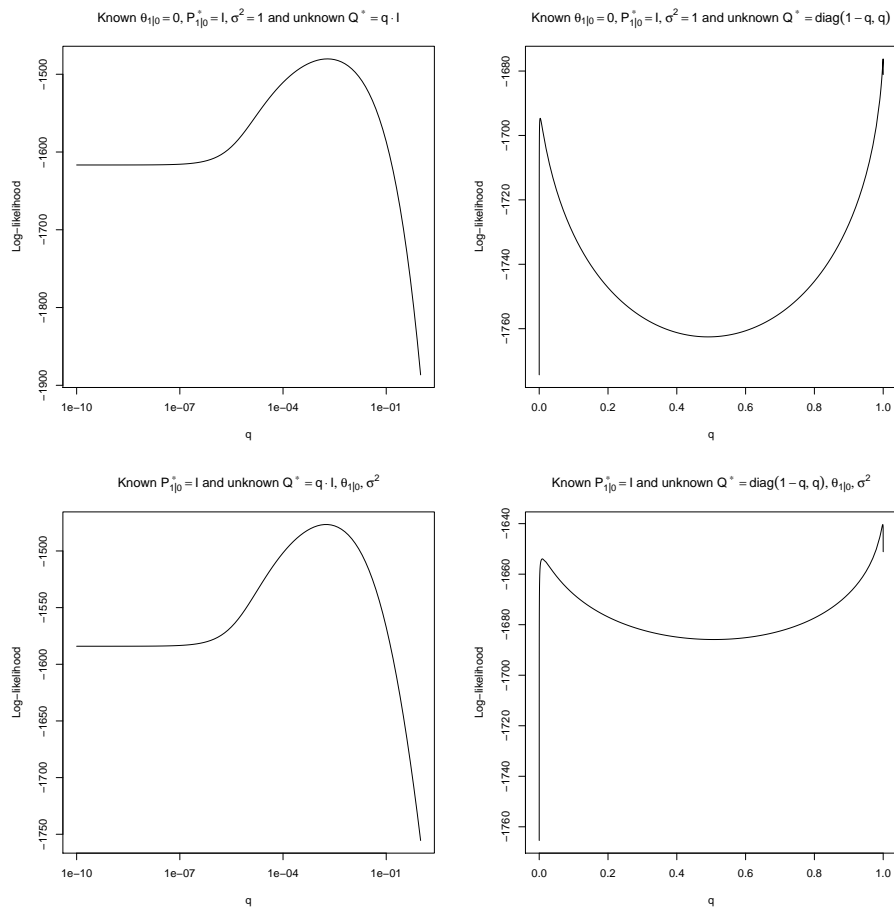 Known θ₁|₀ = 0, P*₁|₀ = I, σ² = 1 and unknown Q* = q · I
Log−likelihood
−1500
−1600
−1700
−1800
−1900
1e−10
1e−07
1e−04
1e−01
q
Known θ₁|₀ = 0, P*₁|₀ = I, σ² = 1 and unknown Q* = diag(1 − q, q)
Log−likelihood
−1680
−1700
−1720
−1740
−1760
0.0
0.2
0.4
0.6
0.8
1.0
q
Known P*₁|₀ = I and unknown Q* = q · I, θ₁|₀, σ²
Log−likelihood
−1500
−1550
−1600
−1650
−1700
−1750
1e−10
1e−07
1e−04
1e−01
q
Known P*₁|₀ = I and unknown Q* = diag(1 − q, q), θ₁|₀, σ²
Log−likelihood
−1640
−1660
−1680
−1700
−1720
−1740
−1760
0.0
0.2
0.4
0.6
0.8
1.0
q